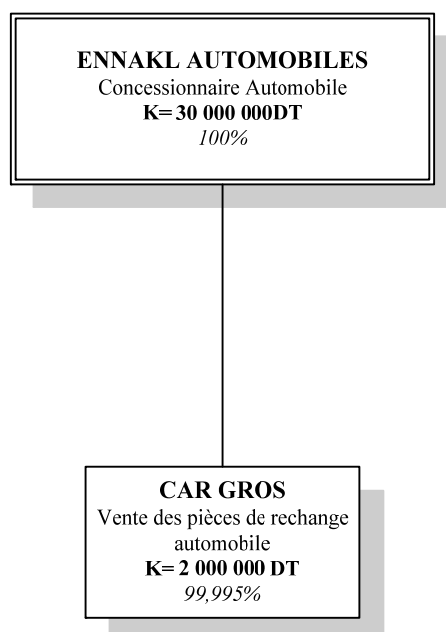 ENNAKL AUTOMOBILES
Concessionnaire Automobile
K= 30 000 000DT
100%
CAR GROS
Vente des pièces de rechange
automobile
K= 2 000 000 DT
99,995%